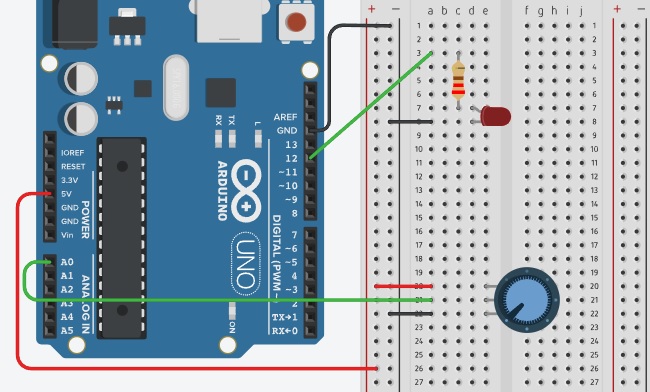 + − a b c d e f g h i j + −
1 1
2 2
3 3
4 4
5 5
6 6
7 7
8 8
9 9
10 10
11 11
12 12
13 13
14 14
15 15
16 16
17 17
18 18
19 19
20 20
21 21
22 22
23 23
24 24
25 25
26 26
27 27
IOREF
RESET
3.3V
5V
GND
GND
Vin
POWER
A0
A1
A2
A3
A4
A5
ANALOG IN
RX
TX
L
ARDUINO
UNO
ON
AREF
GND
13
12
~11
~10
~9
8
DIGITAL (PWM~
7
~6
~5
4
~3
2
TX→1
RX←0